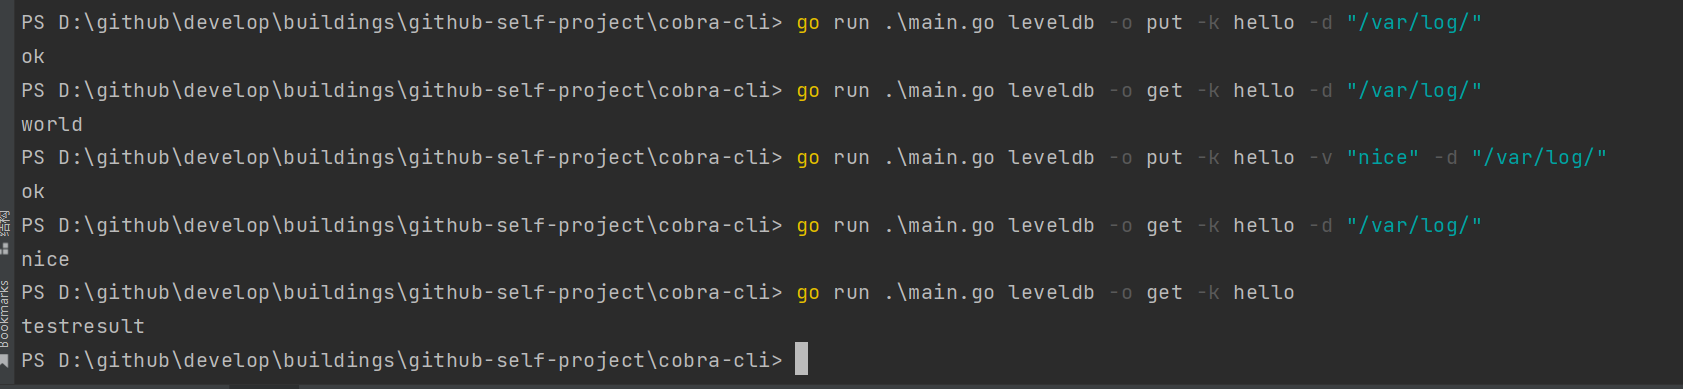 PS D:\github\develop\buildings\github-self-project\cobra-cli> go run .\main.go leveldb -o put -k hello -d "/var/log/"
ok
PS D:\github\develop\buildings\github-self-project\cobra-cli> go run .\main.go leveldb -o get -k hello -d "/var/log/"
world
PS D:\github\develop\buildings\github-self-project\cobra-cli> go run .\main.go leveldb -o put -k hello -v "nice" -d "/var/log/"
ok
PS D:\github\develop\buildings\github-self-project\cobra-cli> go run .\main.go leveldb -o get -k hello -d "/var/log/"
nice
PS D:\github\develop\buildings\github-self-project\cobra-cli> go run .\main.go leveldb -o get -k hello
testresult
PS D:\github\develop\buildings\github-self-project\cobra-cli>
结构
Bookmarks